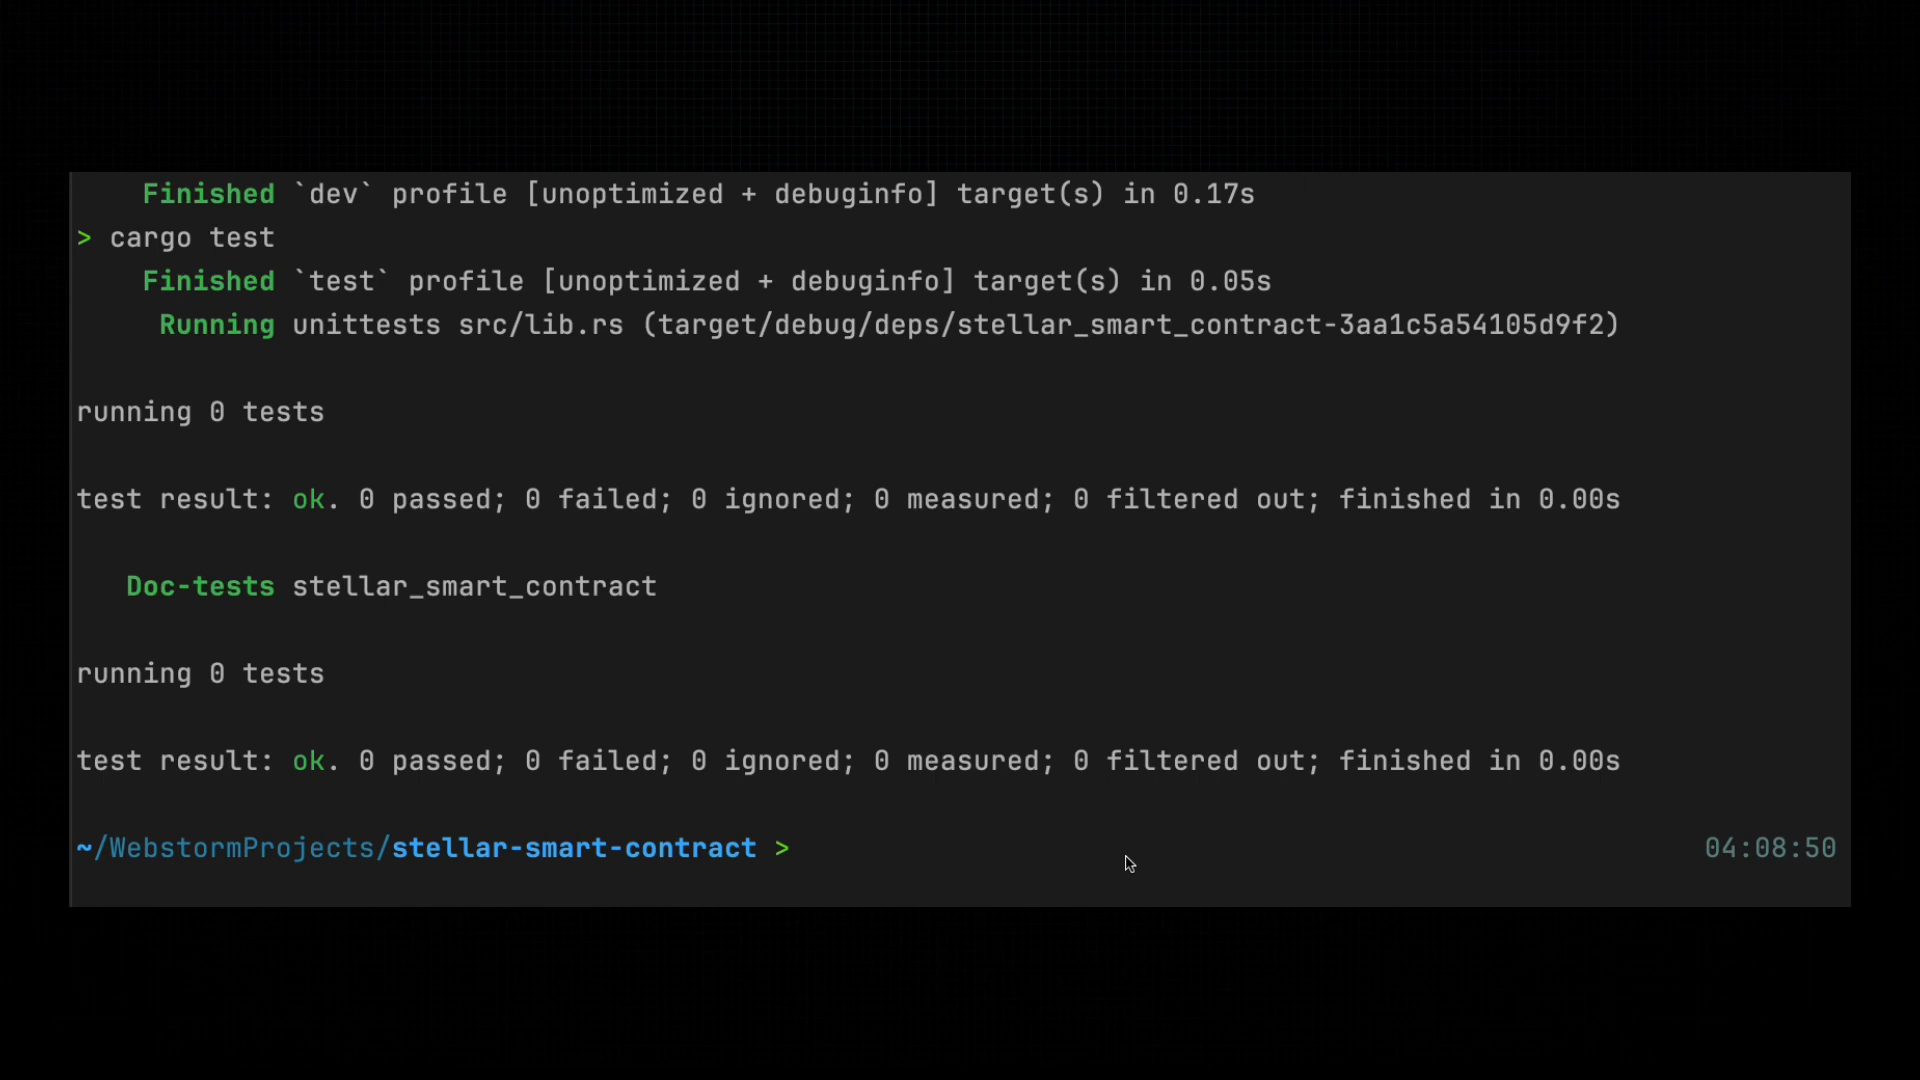 Finished `dev` profile [unoptimized + debuginfo] target(s) in 0.17s
> cargo test
Finished `test` profile [unoptimized + debuginfo] target(s) in 0.05s
Running unittests src/lib.rs (target/debug/deps/stellar_smart_contract-3aa1c5a54105d9f2)
running 0 tests
test result: ok. 0 passed; 0 failed; 0 ignored; 0 measured; 0 filtered out; finished in 0.00s
Doc-tests stellar_smart_contract
running 0 tests
test result: ok. 0 passed; 0 failed; 0 ignored; 0 measured; 0 filtered out; finished in 0.00s
~/WebstormProjects/stellar-smart-contract > 04:08:50